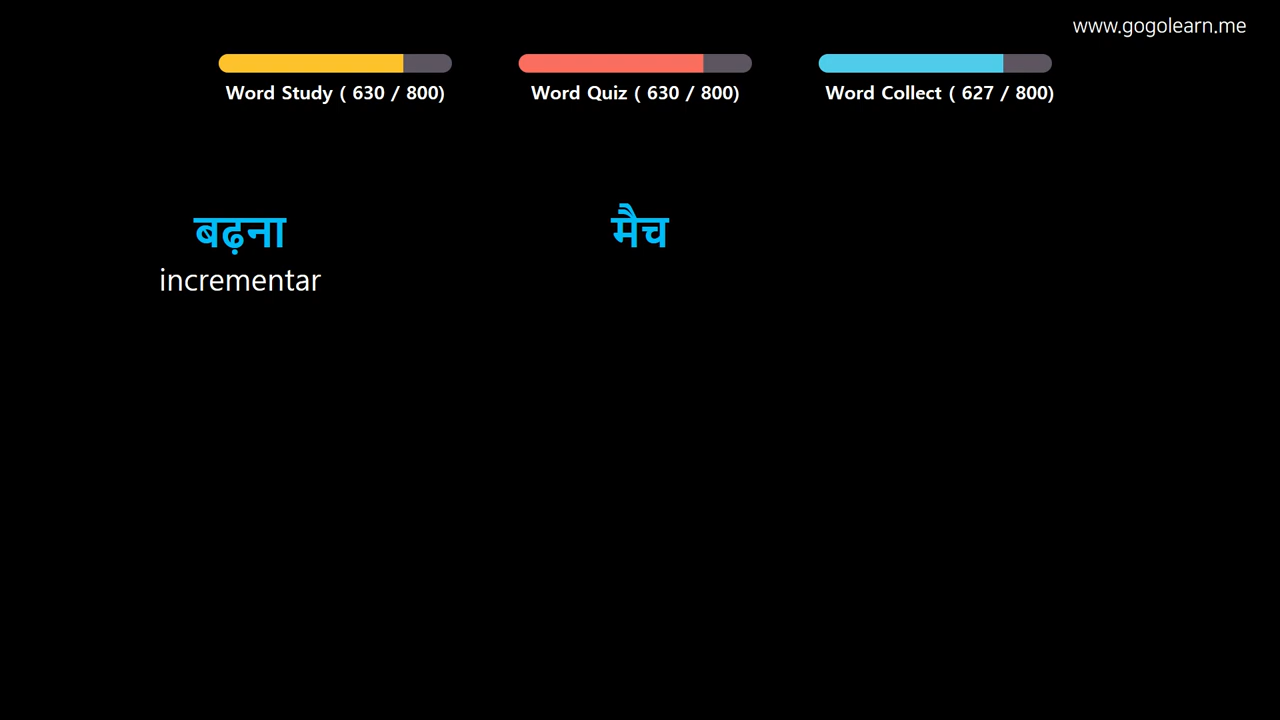 www.gogolearn.me
Word Study ( 630 / 800)
Word Quiz ( 630 / 800)
Word Collect ( 627 / 800)
बढ़ना
मैच
incrementar